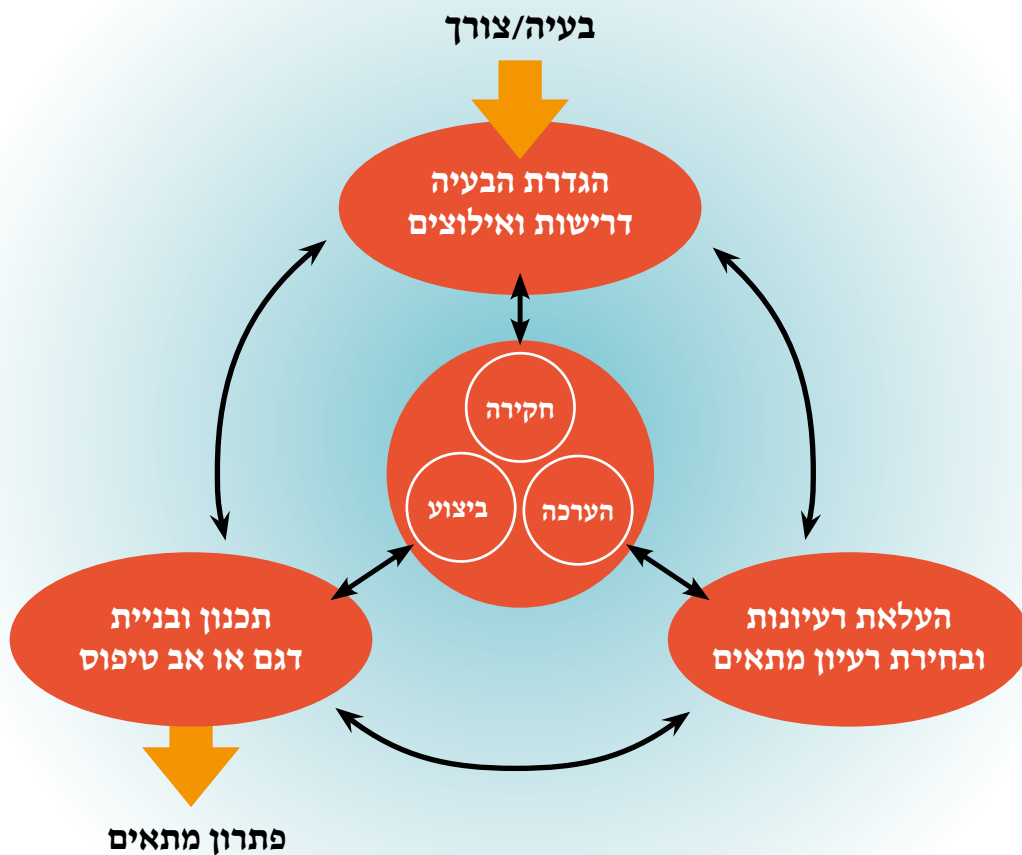 בעיה/צורך
הגדרת הבעיה
דרישות ואילוצים
חקירה
הערכה
ביצוע
העלאת רעיונות
ובחירת רעיון מתאים
תכנון ובניית
דגם או אב טיפוס
פתרון מתאים